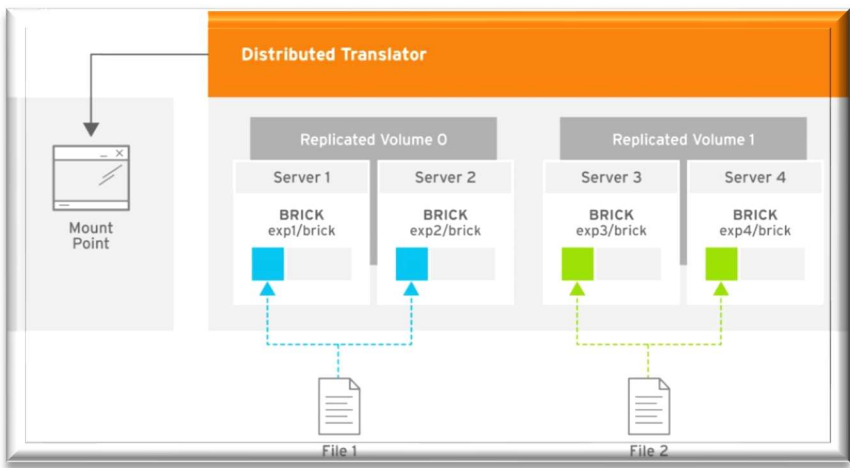 Distributed Translator
Mount
Point
Replicated Volume 0
Replicated Volume 1
Server 1
Server 2
Server 3
Server 4
BRICK
exp1/brick
BRICK
exp2/brick
BRICK
exp3/brick
BRICK
exp4/brick
File 1
File 2